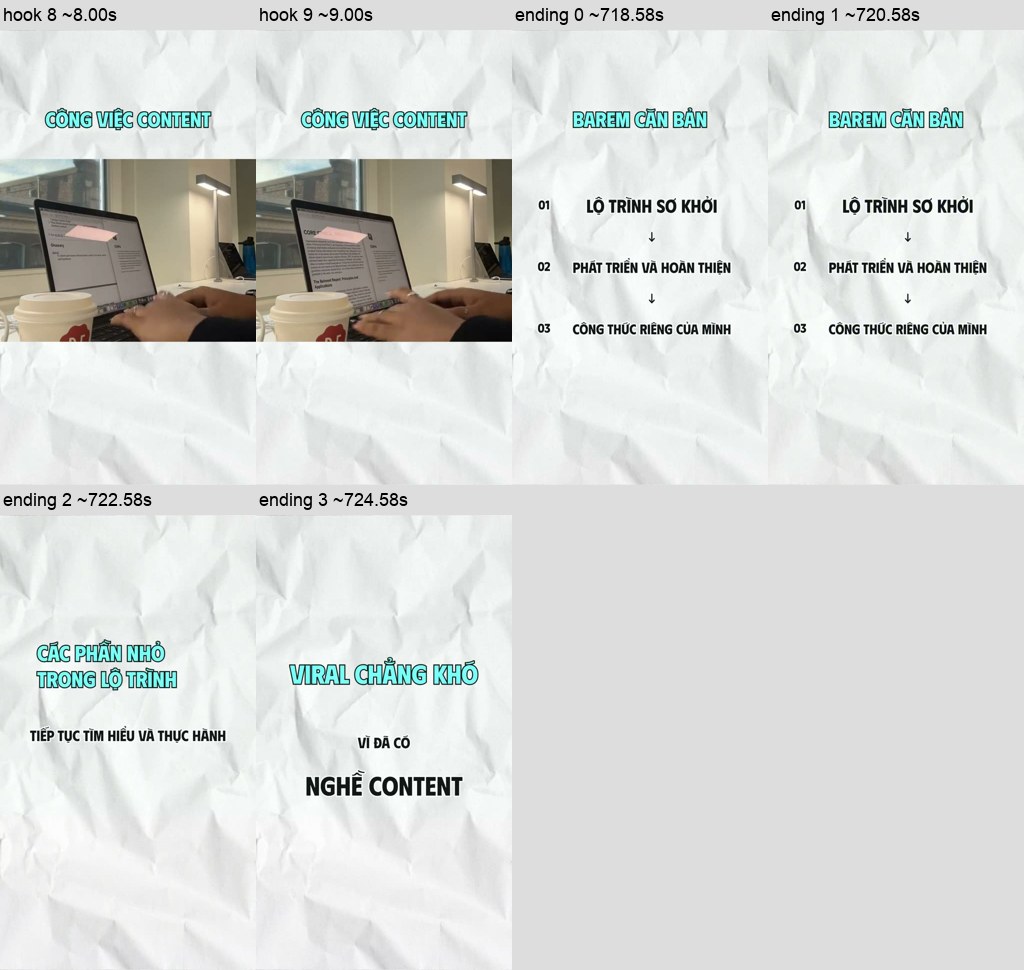 hook 8 ~8.00s
hook 9 ~9.00s
ending 0 ~718.58s
ending 1 ~720.58s
CÔNG VIỆC CONTENT
CÔNG VIỆC CONTENT
BAREM CĂN BẢN
01 LỘ TRÌNH SƠ KHỞI
↓
02 PHÁT TRIỂN VÀ HOÀN THIỆN
↓
03 CÔNG THỨC RIÊNG CỦA MÌNH
BAREM CĂN BẢN
01 LỘ TRÌNH SƠ KHỞI
↓
02 PHÁT TRIỂN VÀ HOÀN THIỆN
↓
03 CÔNG THỨC RIÊNG CỦA MÌNH
ending 2 ~722.58s
ending 3 ~724.58s
CÁC PHẦN NHỎ
TRONG LỘ TRÌNH
TIẾP TỤC TÌM HIỂU VÀ THỰC HÀNH
VIRAL CHẲNG KHÓ
VÌ ĐÃ CÓ
NGHỀ CONTENT